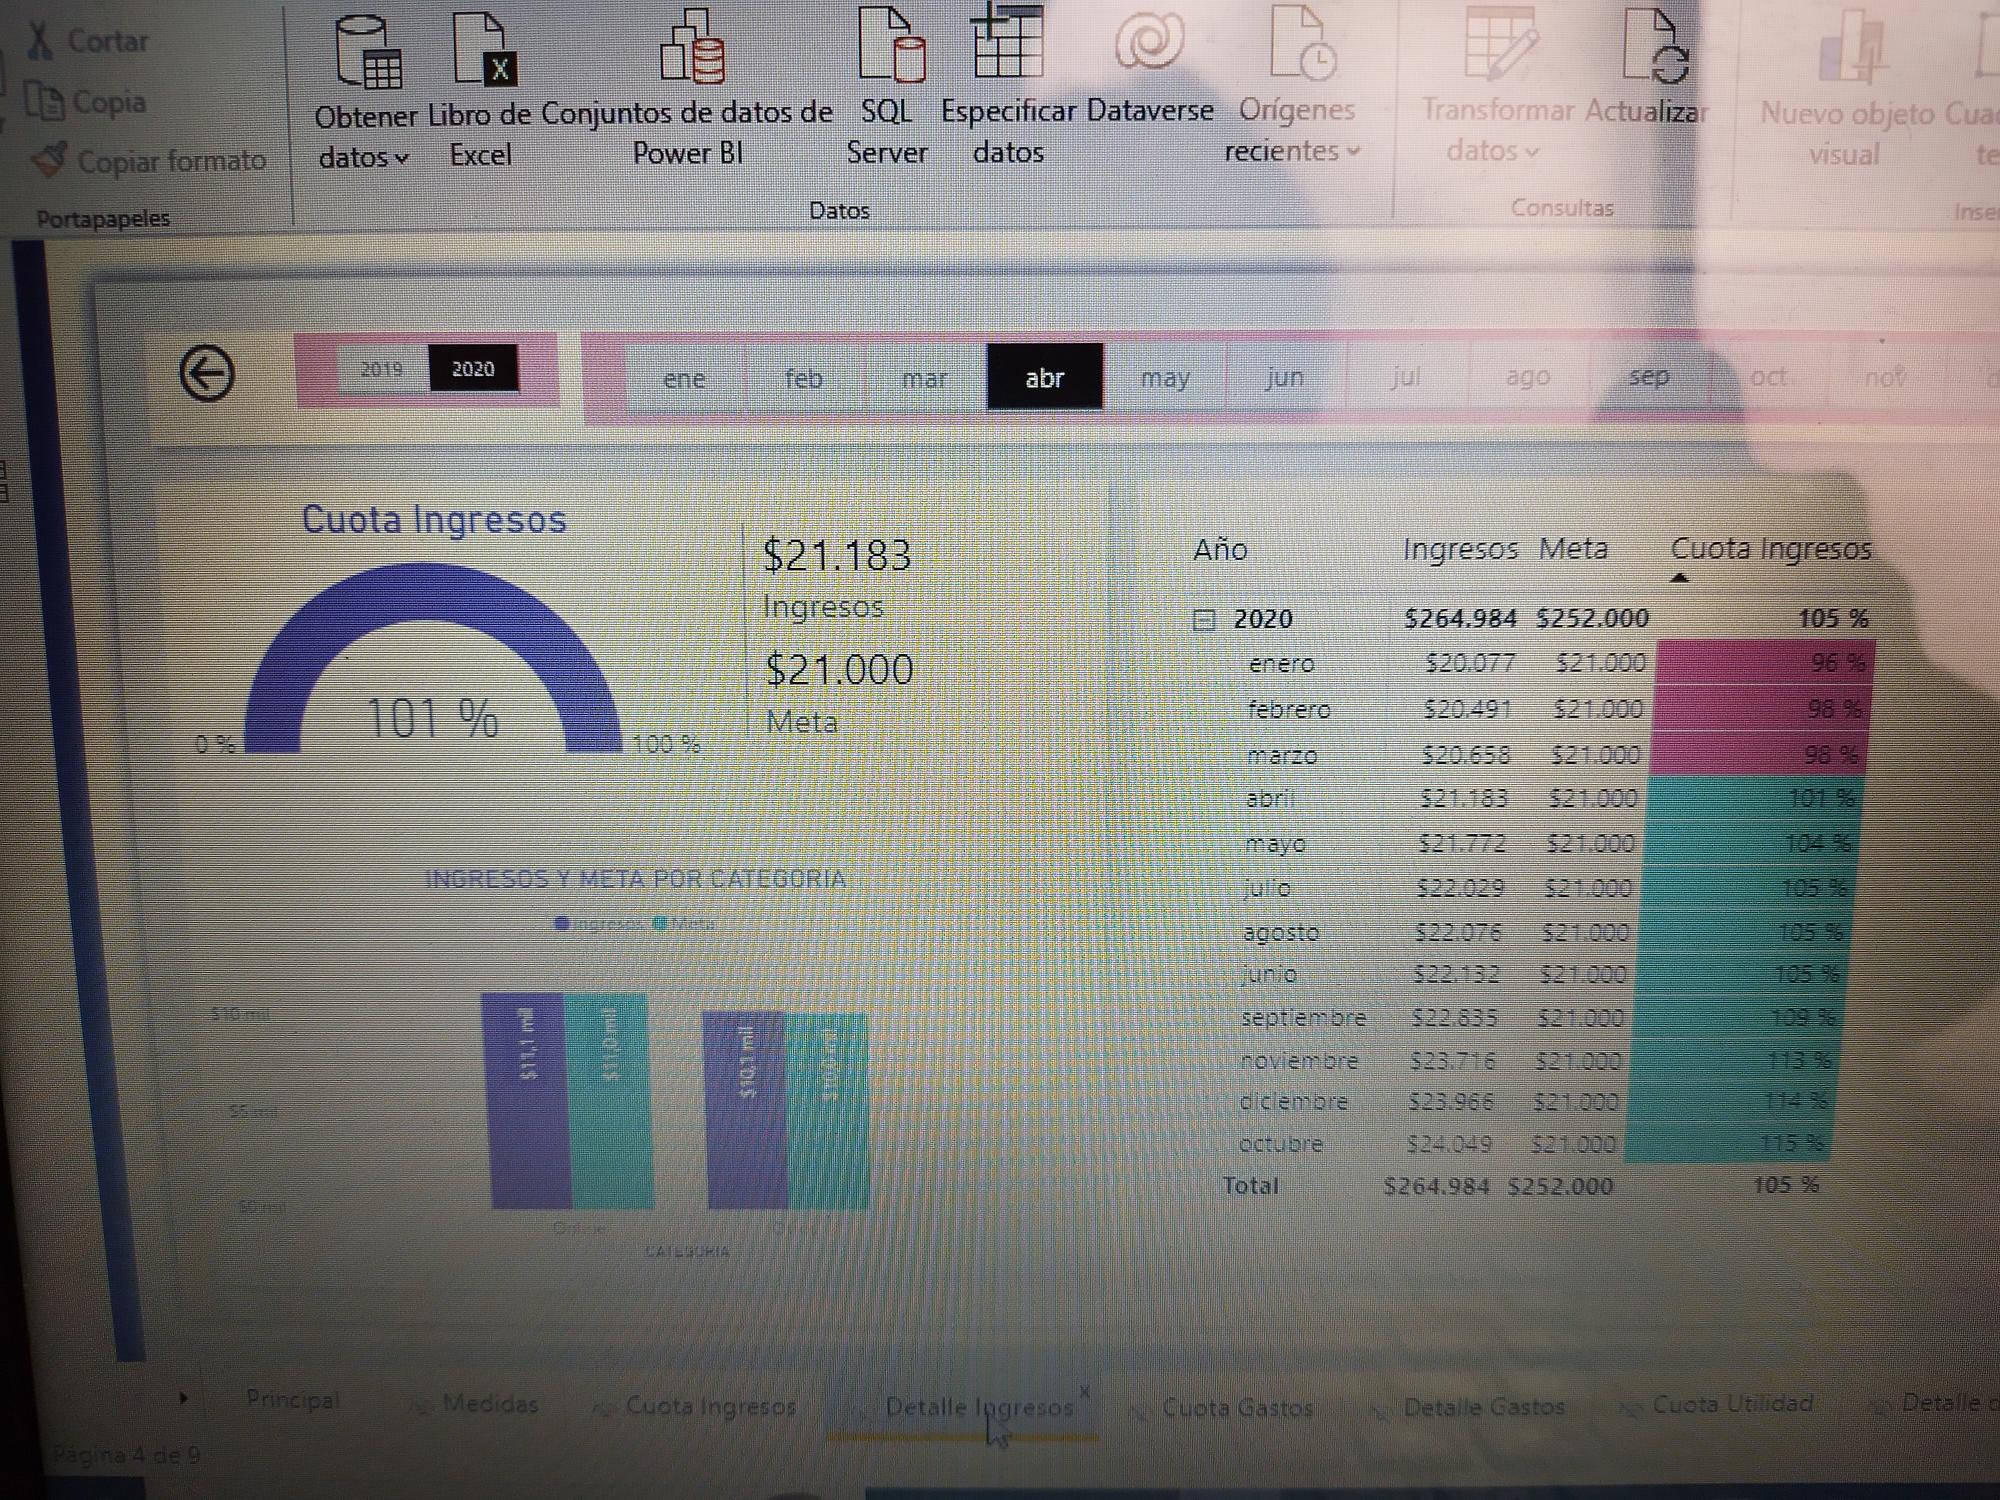 Cortar
Copia
Copiar formato
Portapapeles
Obtener datos
Libro de Excel
Conjuntos de datos de Power BI
SQL Server
Especificar datos
Dataverse
Orígenes recientes
Datos
Transformar datos
Actualizar
Consultas
Nuevo objeto visual
2019 2020
ene feb mar abr may jun jul ago sep oct nov
Cuota Ingresos
101 %
0 %
100 %
$21.183
Ingresos
$21.000
Meta
INGRESOS Y META POR CATEGORIA
Ingresos Meta
$10 mil
$5 mil
$0 mil
$11,1 mil
$11,0 mil
$10,1 mil
CATEGORIA
Año Ingresos Meta Cuota Ingresos
2020 $264.984 $252.000 105 %
enero $20.077 $21.000 96 %
febrero $20.491 $21.000 98 %
marzo $20.658 $21.000 98 %
abril $21.183 $21.000 101 %
mayo $21.772 $21.000 104 %
julio $22.029 $21.000 105 %
agosto $22.076 $21.000 105 %
junio $22.132 $21.000 105 %
septiembre $22.835 $21.000 109 %
noviembre $23.716 $21.000 113 %
diciembre $23.966 $21.000 114 %
octubre $24.049 $21.000 115 %
Total $264.984 $252.000 105 %
Principal Medidas Cuota Ingresos Detalle Ingresos Cuota Gastos Detalle Gastos Cuota Utilidad Detalle
Página 4 de 9